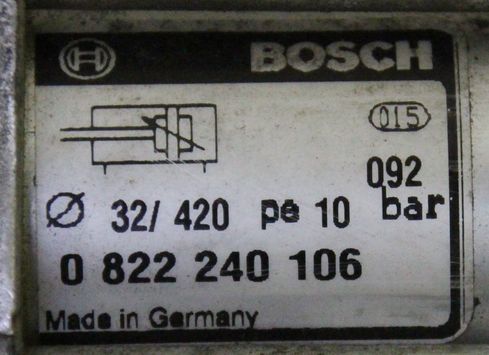 BOSCH
015
092
Ø 32/ 420 pe 10 bar
0 822 240 106
Made in Germany